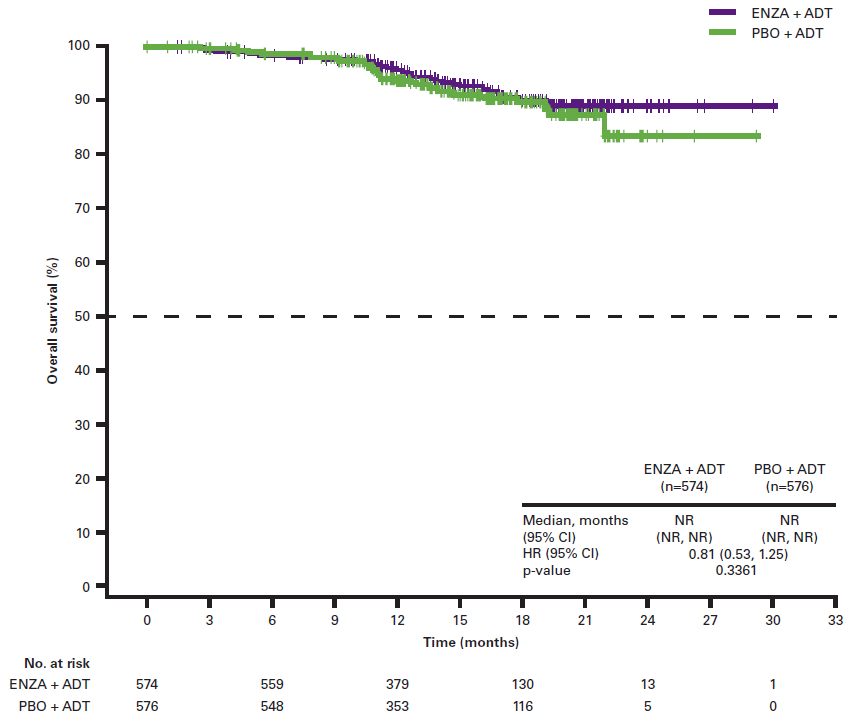 ENZA + ADT
PBO + ADT
100
90
80
70
60
50
40
30
20
10
0
Overall survival (%)
ENZA + ADT PBO + ADT
(n=574) (n=576)
Median, months NR NR
(95% CI) (NR, NR) (NR, NR)
HR (95% CI) 0.81 (0.53, 1.25)
p-value 0.3361
0 3 6 9 12 15 18 21 24 27 30 33
Time (months)
No. at risk
ENZA + ADT 574 559 379 130 13 1
PBO + ADT 576 548 353 116 5 0